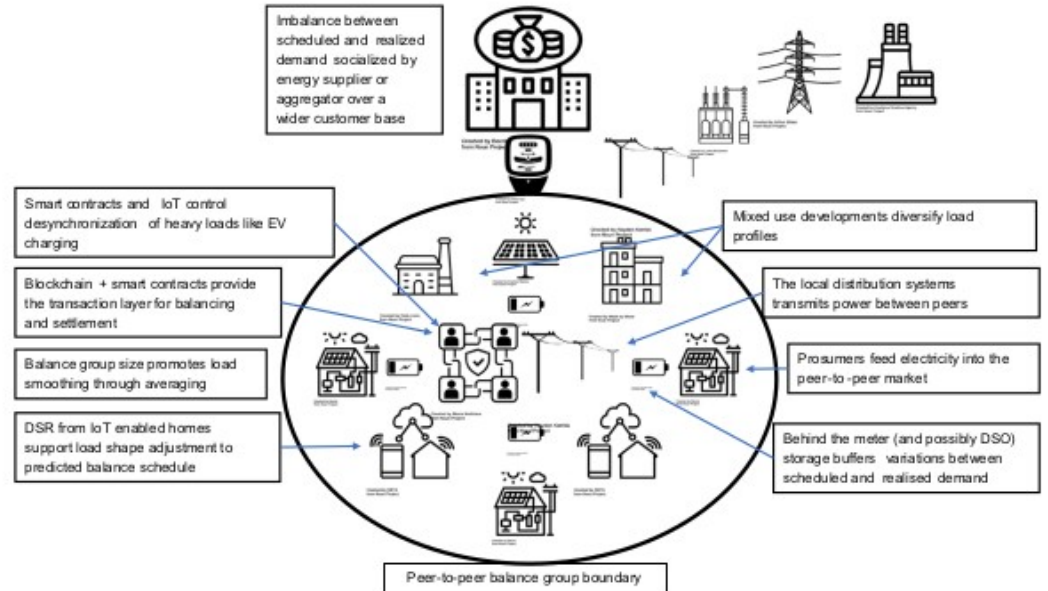 Imbalance between
scheduled and realized
demand socialized by
energy supplier or
aggregator over a
wider customer base
Smart contracts and IoT control
desynchronization of heavy loads like EV
charging
Mixed use developments diversify load
profiles
Blockchain + smart contracts provide
the transaction layer for balancing
and settlement
The local distribution systems
transmits power between peers
Balance group size promotes load
smoothing through averaging
Prosumers feed electricity into the
peer-to-peer market
DSR from IoT enabled homes
support load shape adjustment to
predicted balance schedule
Behind the meter (and possibly DSO)
storage buffers variations between
scheduled and realised demand
Peer-to-peer balance group boundary